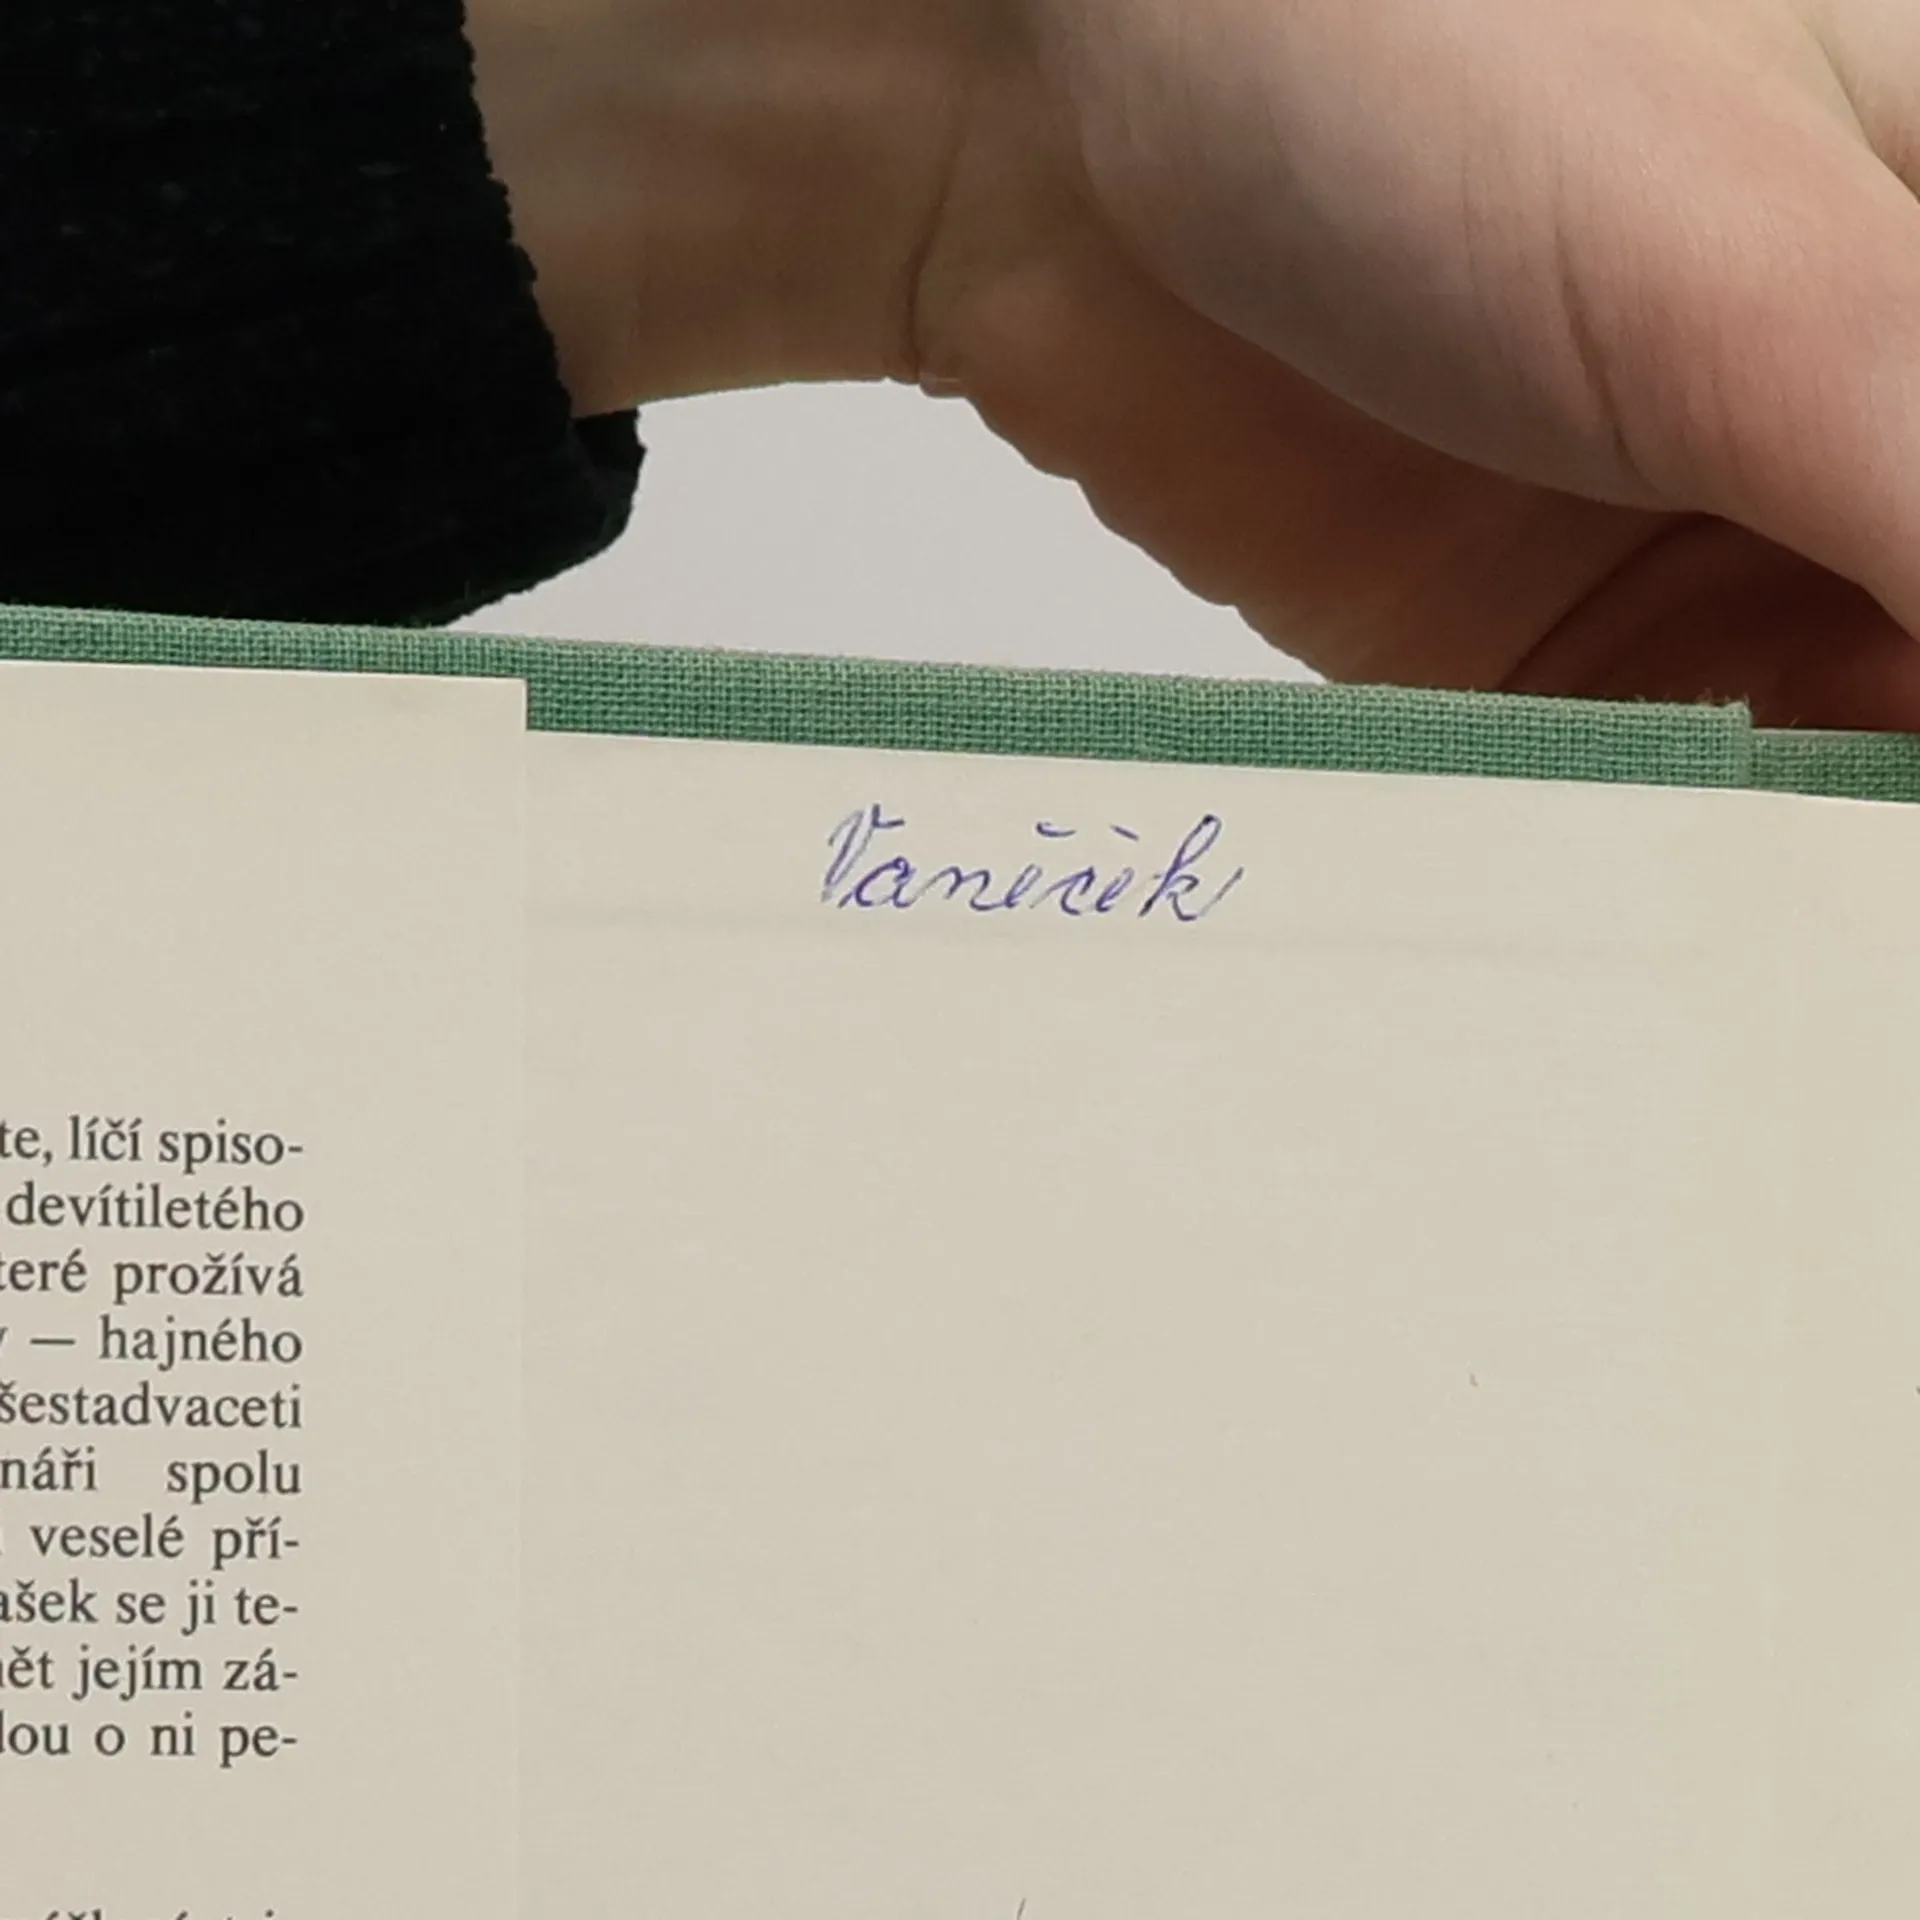 Vaněček
te, líčí spiso-
devítiletého
teré prožívá
— hajného
šestadvaceti
náři spolu
veselé pří-
ašek se ji te-
ět jejím zá-
dou o ni pe-